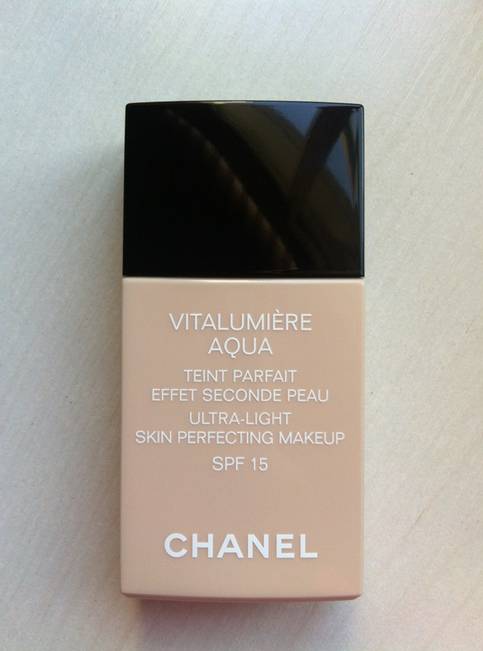 VITALUMIÈRE
AQUA
TEINT PARFAIT
EFFET SECONDE PEAU
ULTRA-LIGHT
SKIN PERFECTING MAKEUP
SPF 15
CHANEL